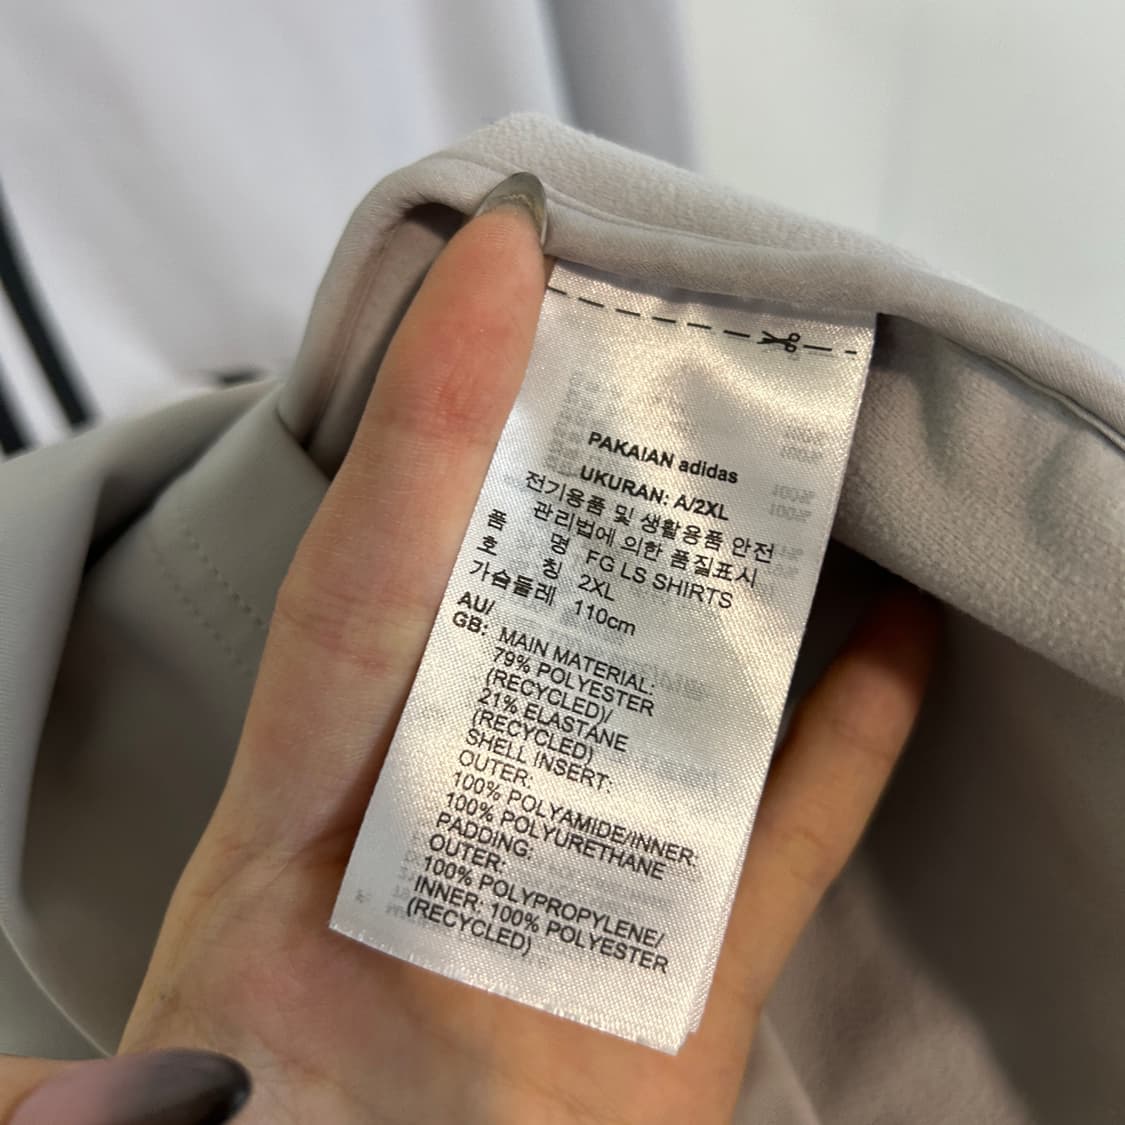 PAKAIAN adidas
UKURAN: A/2XL
전기용품 및 생활용품 안전
관리법에 의한 품질표시
품 명 FG LS SHIRTS
호 칭 2XL
가슴둘레 110cm
AU/
GB: MAIN MATERIAL:
79% POLYESTER
(RECYCLED)/
21% ELASTANE
(RECYCLED)
SHELL INSERT:
OUTER:
100% POLYAMIDE/INNER:
100% POLYURETHANE
PADDING:
OUTER:
100% POLYPROPYLENE/
INNER: 100% POLYESTER
(RECYCLED)